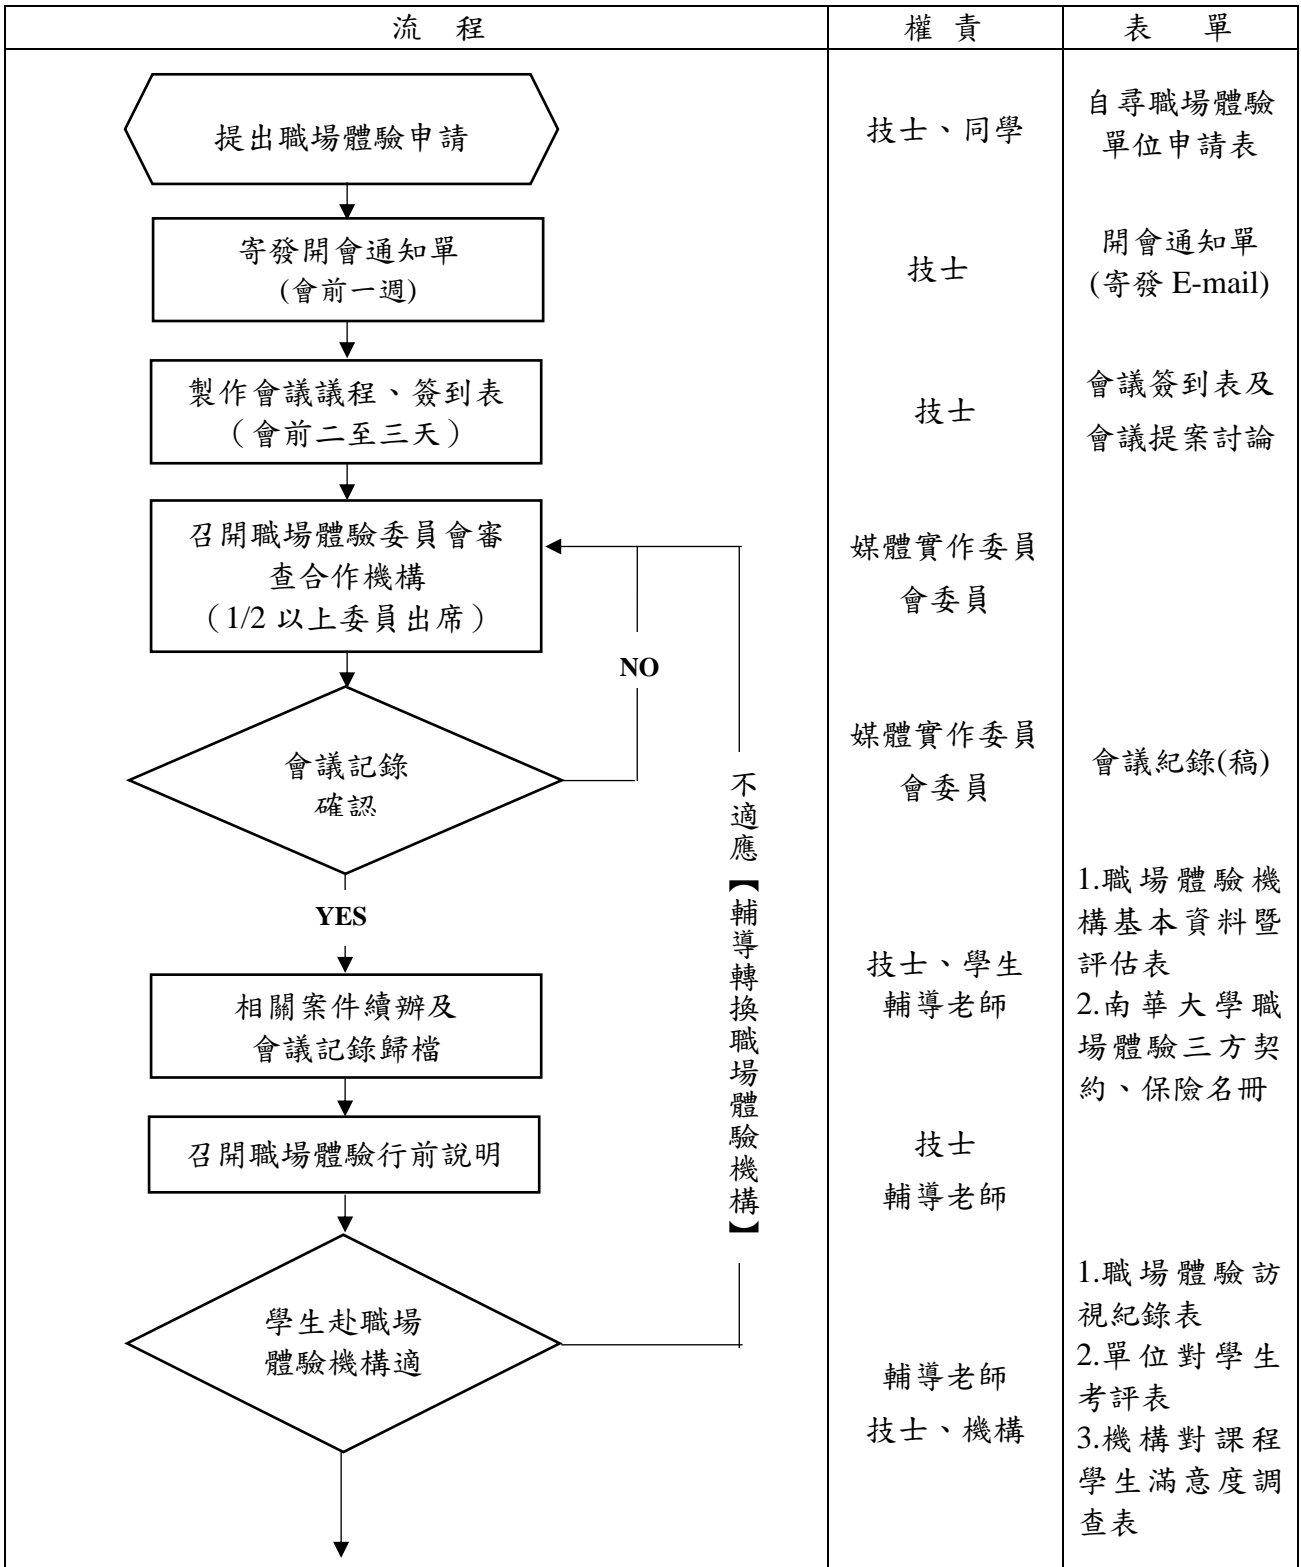 流 程
權 責
表 單
提出職場體驗申請
技士、同學
自尋職場體驗
單位申請表
寄發開會通知單
(會前一週)
技士
開會通知單
(寄發 E-mail)
製作會議議程、簽到表
（會前二至三天）
技士
會議簽到表及
會議提案討論
召開職場體驗委員會審
查合作機構
（1/2 以上委員出席）
媒體實作委員
會委員
NO
會議記錄
確認
媒體實作委員
會委員
會議紀錄(稿)
不適應【輔導轉換職場體驗機構】
YES
相關案件續辦及
會議記錄歸檔
技士、學生
輔導老師
1.職場體驗機
構基本資料暨
評估表
2.南華大學職
場體驗三方契
約、保險名冊
召開職場體驗行前說明
技士
輔導老師
學生赴職場
體驗機構適
輔導老師
技士、機構
1.職場體驗訪
視紀錄表
2.單位對學生
考評表
3.機構對課程
學生滿意度調
查表